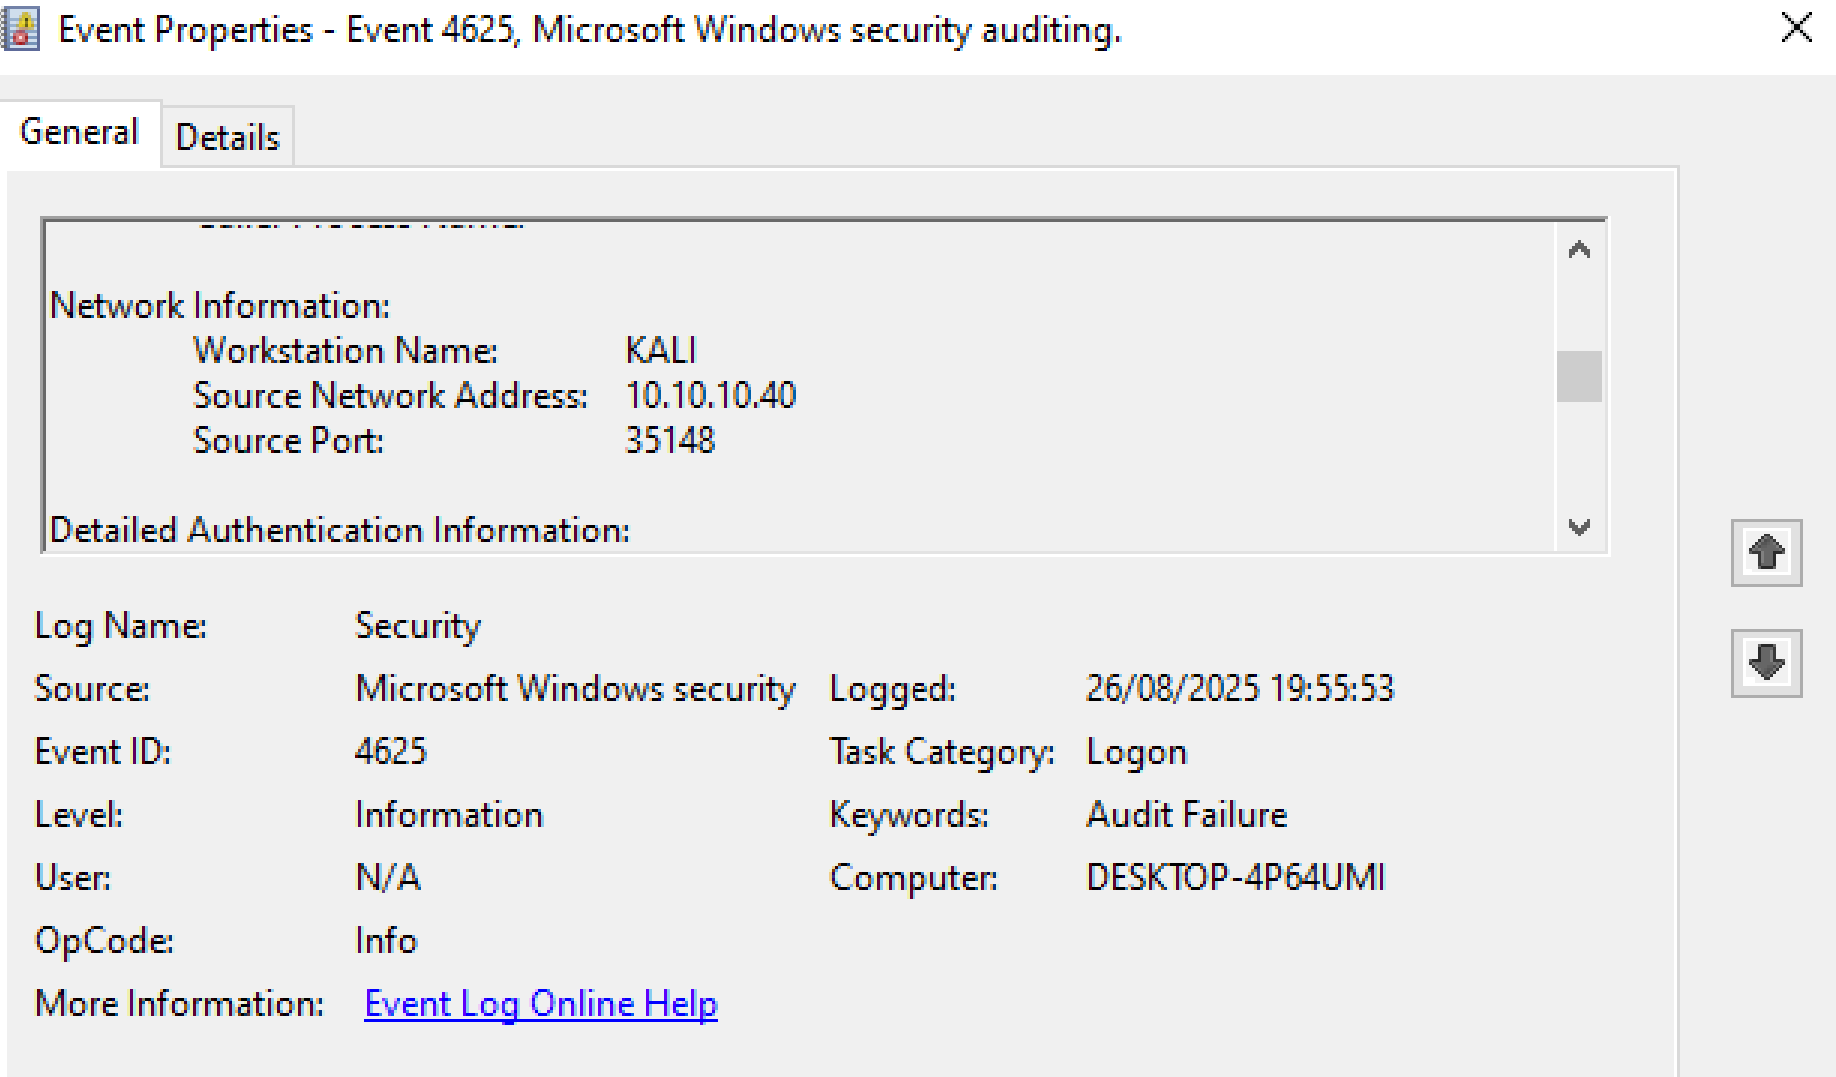 Event Properties - Event 4625, Microsoft Windows security auditing.
General
Details
Network Information:
Workstation Name: KALI
Source Network Address: 10.10.10.40
Source Port: 35148
Detailed Authentication Information:
Log Name: Security
Source: Microsoft Windows security Logged: 26/08/2025 19:55:53
Event ID: 4625 Task Category: Logon
Level: Information Keywords: Audit Failure
User: N/A Computer: DESKTOP-4P64UMI
OpCode: Info
More Information: Event Log Online Help